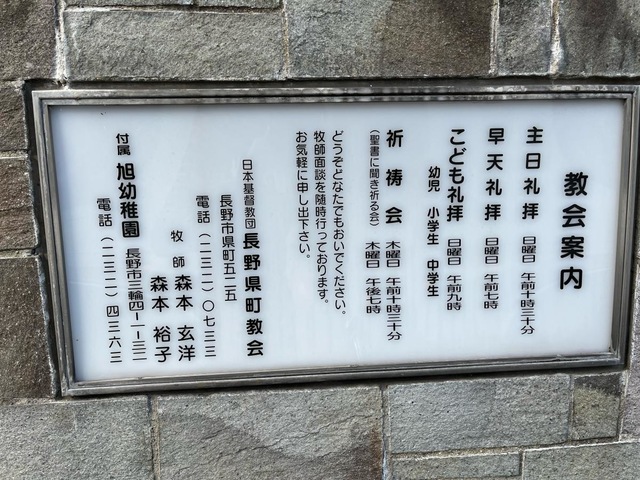 教会案内
主日礼拝 日曜日 午前十時三十分
早天礼拝 日曜日 午前七時
こども礼拝 日曜日 午前九時
幼児 小学生 中学生
祈祷会 木曜日 午前十時三十分
(聖書に聞き祈る会) 木曜日 午後七時
どうぞどなたでもおいでください。
牧師面談を随時行っております。
お気軽に申し出下さい。
日本基督教団 長野県町教会
長野市県町五二五
電話(二三二)〇七三三
牧師 森本 玄洋
森本 裕子
付属 旭幼稚園 長野市三輪四-一-三二
電話(二三二)四三六三